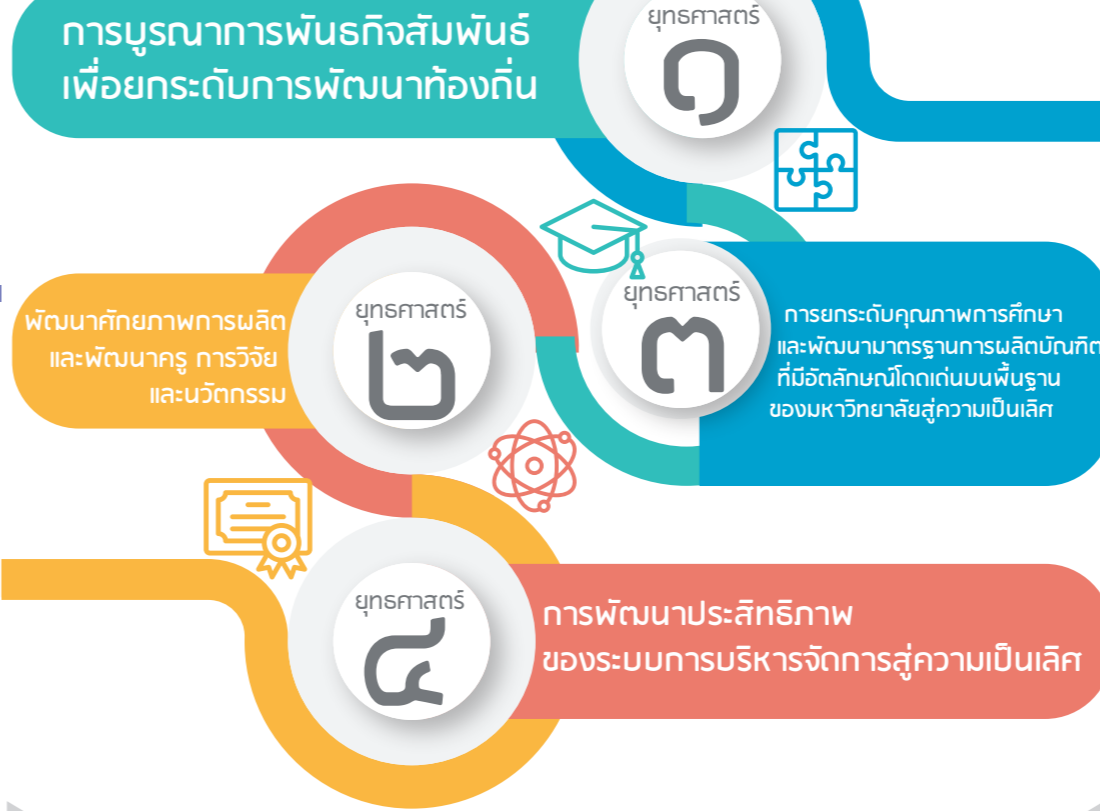 ยุทธศาสตร์
๑
การบูรณาการพันธกิจสัมพันธ์
เพื่อยกระดับการพัฒนาท้องถิ่น
ยุทธศาสตร์
๒
พัฒนาศักยภาพการผลิต
และพัฒนาครู การวิจัย
และนวัตกรรม
ยุทธศาสตร์
๓
การยกระดับคุณภาพการศึกษา
และพัฒนามาตรฐานการผลิตบัณฑิต
ที่มีอัตลักษณ์โดดเด่นบนพื้นฐาน
ของมหาวิทยาลัยสู่ความเป็นเลิศ
ยุทธศาสตร์
๔
การพัฒนาประสิทธิภาพ
ของระบบการบริหารจัดการสู่ความเป็นเลิศ